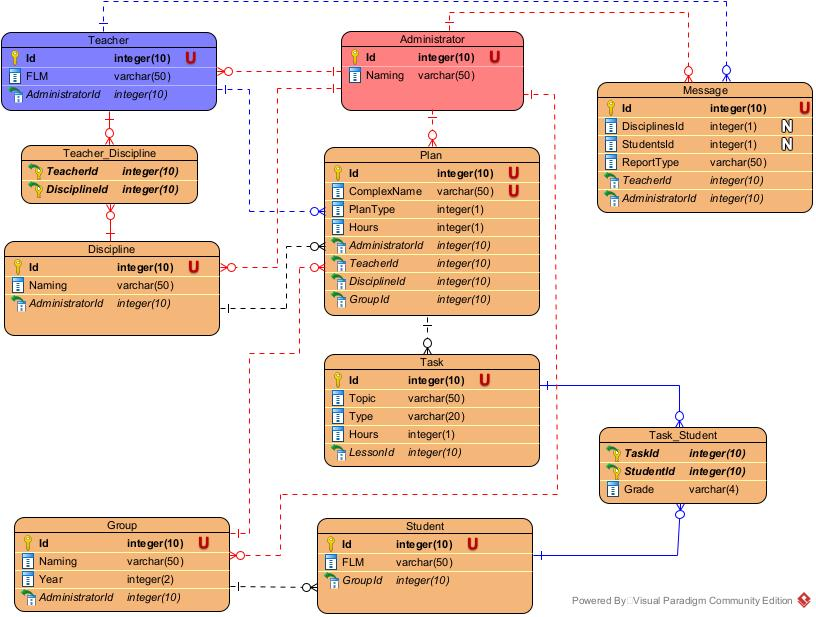 Teacher
Id integer(10) U
FLM varchar(50)
AdministratorId integer(10)
Administrator
Id integer(10) U
Naming varchar(50)
Message
Id integer(10) U
DisciplinesId integer(1) N
StudentsId integer(1) N
ReportType varchar(50)
TeacherId integer(10)
AdministratorId integer(10)
Teacher_Discipline
TeacherId integer(10)
DisciplineId integer(10)
Plan
Id integer(10) U
ComplexName varchar(50) U
PlanType integer(1)
Hours integer(1)
AdministratorId integer(10)
TeacherId integer(10)
DisciplineId integer(10)
GroupId integer(10)
Discipline
Id integer(10) U
Naming varchar(50)
AdministratorId integer(10)
Task
Id integer(10) U
Topic varchar(50)
Type varchar(20)
Hours integer(1)
LessonId integer(10)
Task_Student
TaskId integer(10)
StudentId integer(10)
Grade varchar(4)
Group
Id integer(10) U
Naming varchar(50)
Year integer(2)
AdministratorId integer(10)
Student
Id integer(10) U
FLM varchar(50)
GroupId integer(10)
Powered By Visual Paradigm Community Edition